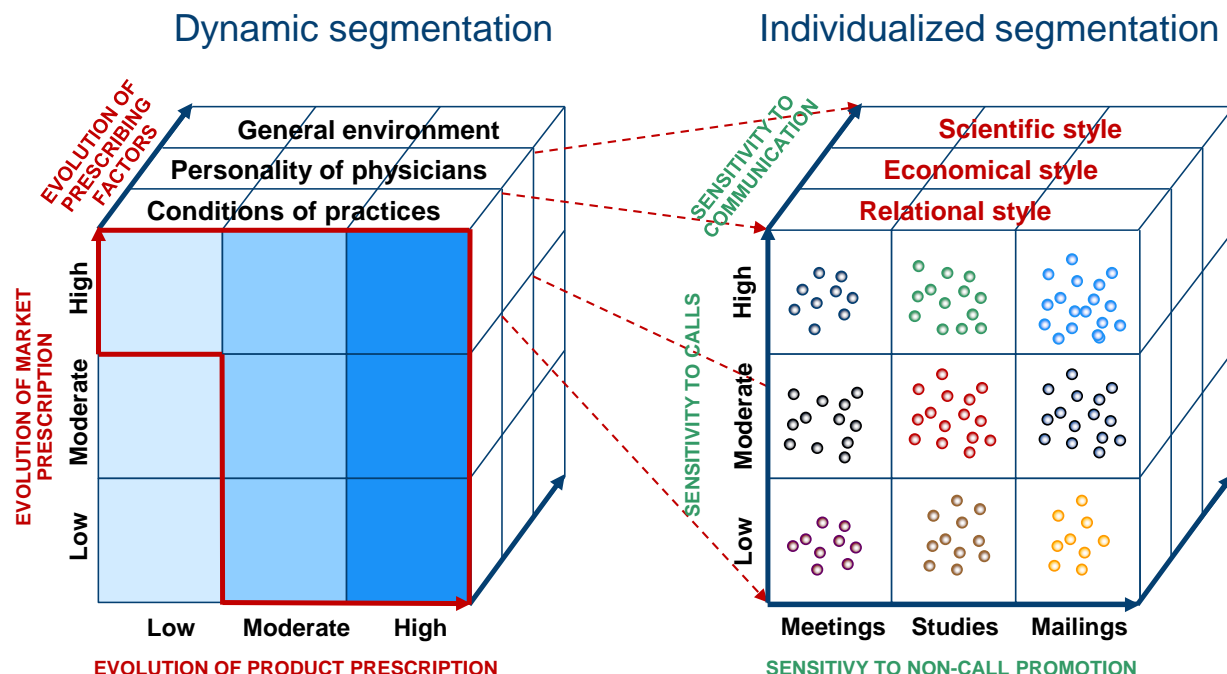 Dynamic segmentation
Individualized segmentation
EVOLUTION OF
PRESCRIBING
FACTORS
General environment
Personality of physicians
Conditions of practices
EVOLUTION OF MARKET
PRESCRIPTION
High
Moderate
Low
Low
Moderate
High
EVOLUTION OF PRODUCT PRESCRIPTION
SENSITIVITY TO
COMMUNICATION
Scientific style
Economical style
Relational style
SENSITIVITY TO CALLS
High
Moderate
Low
Meetings
Studies
Mailings
SENSITIVY TO NON-CALL PROMOTION